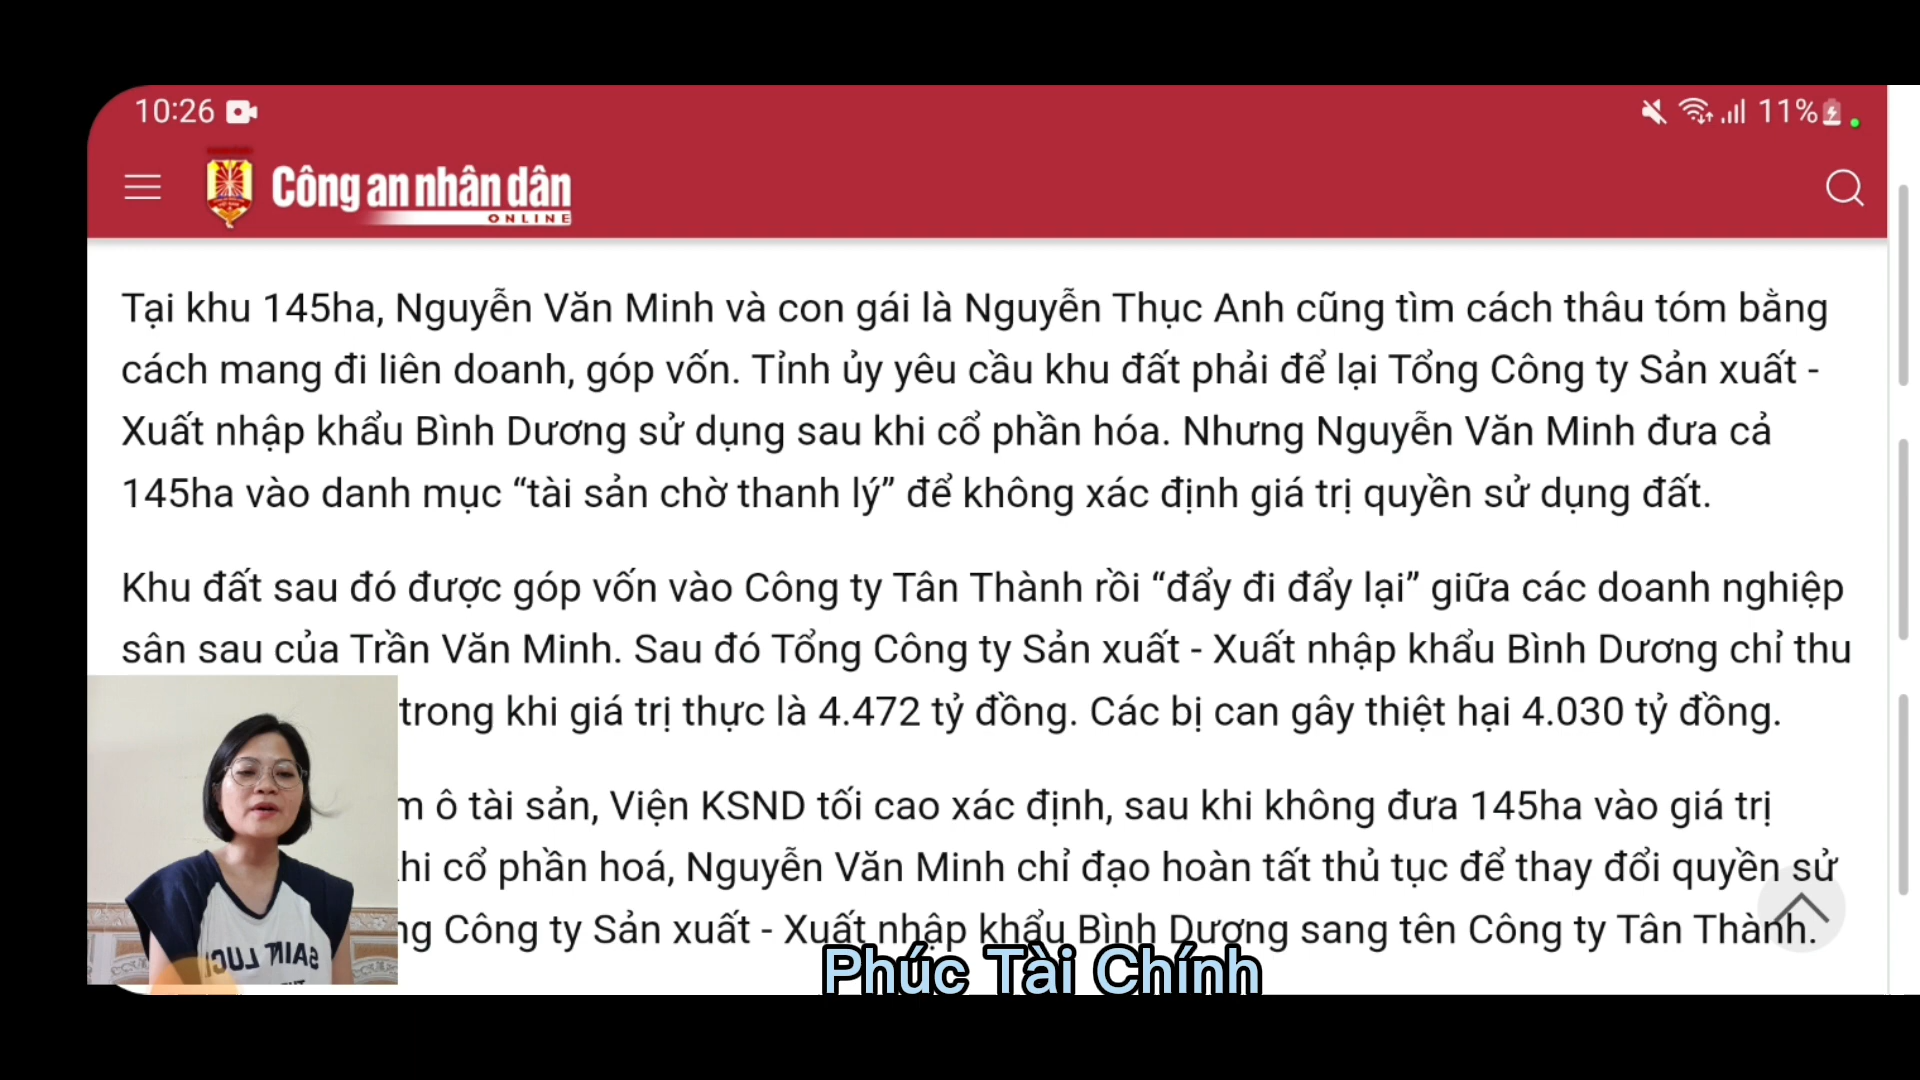 10:26
11%
Công an nhân dân
ONLINE
Tại khu 145ha, Nguyễn Văn Minh và con gái là Nguyễn Thục Anh cũng tìm cách thâu tóm bằng
cách mang đi liên doanh, góp vốn. Tỉnh ủy yêu cầu khu đất phải để lại Tổng Công ty Sản xuất -
Xuất nhập khẩu Bình Dương sử dụng sau khi cổ phần hóa. Nhưng Nguyễn Văn Minh đưa cả
145ha vào danh mục “tài sản chờ thanh lý” để không xác định giá trị quyền sử dụng đất.
Khu đất sau đó được góp vốn vào Công ty Tân Thành rồi “đẩy đi đẩy lại” giữa các doanh nghiệp
sân sau của Trần Văn Minh. Sau đó Tổng Công ty Sản xuất - Xuất nhập khẩu Bình Dương chỉ thu
trong khi giá trị thực là 4.472 tỷ đồng. Các bị can gây thiệt hại 4.030 tỷ đồng.
ô tài sản, Viện KSND tối cao xác định, sau khi không đưa 145ha vào giá trị
cổ phần hoá, Nguyễn Văn Minh chỉ đạo hoàn tất thủ tục để thay đổi quyền sử
Công ty Sản xuất - Xuất nhập khẩu Bình Dương sang tên Công ty Tân Thành.
SAINT LUCI
Phúc Tài Chính